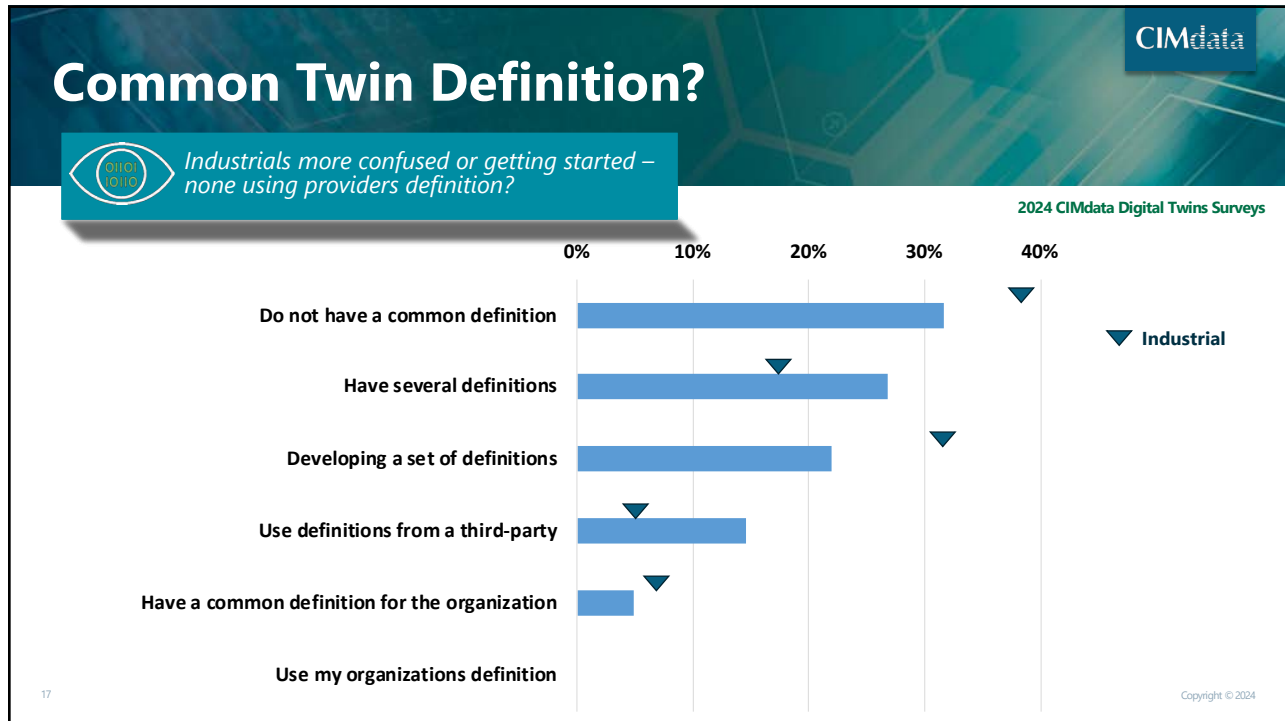 CIMdata
Common Twin Definition?
01101
10110
Industrials more confused or getting started –
none using providers definition?
2024 CIMdata Digital Twins Surveys
0% 10% 20% 30% 40%
Do not have a common definition
Industrial
Have several definitions
Developing a set of definitions
Use definitions from a third-party
Have a common definition for the organization
Use my organizations definition
17
Copyright © 2024